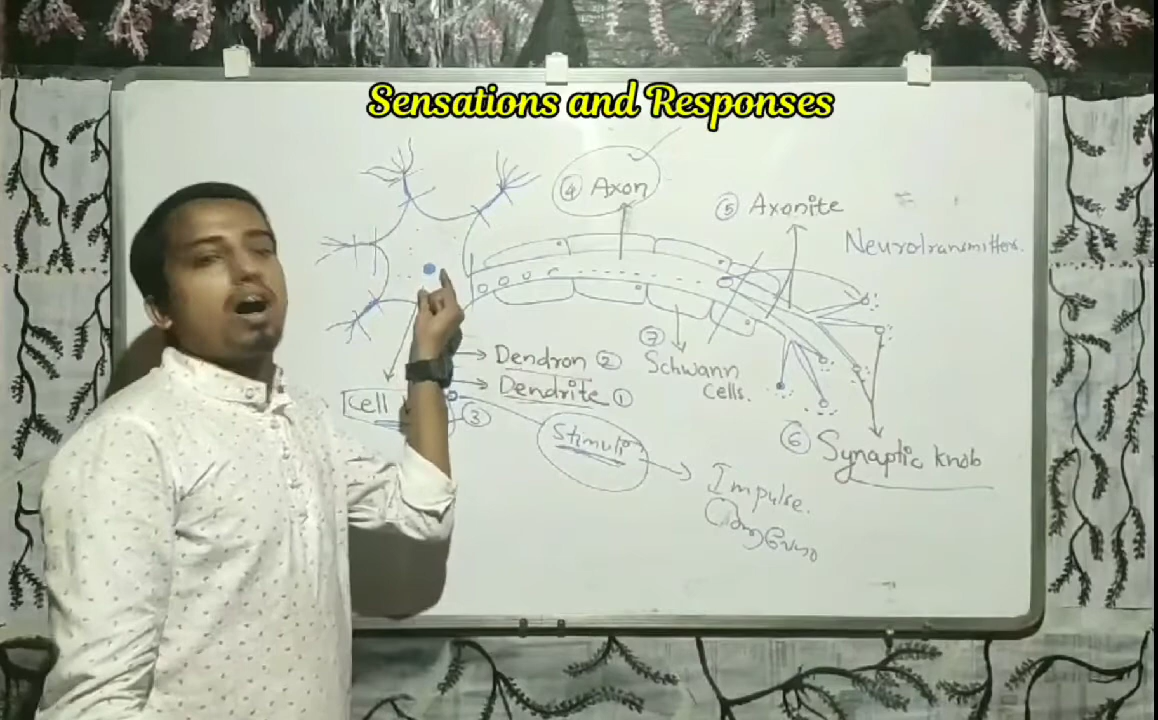 Sensations and Responses
④ Axon
⑤ Axonite
Neurotransmitter.
Dendron ②
⑦
Schwann
Cells.
Dendrite ①
Cell
③
Stimuli
⑥ Synaptic knob
Impulse.